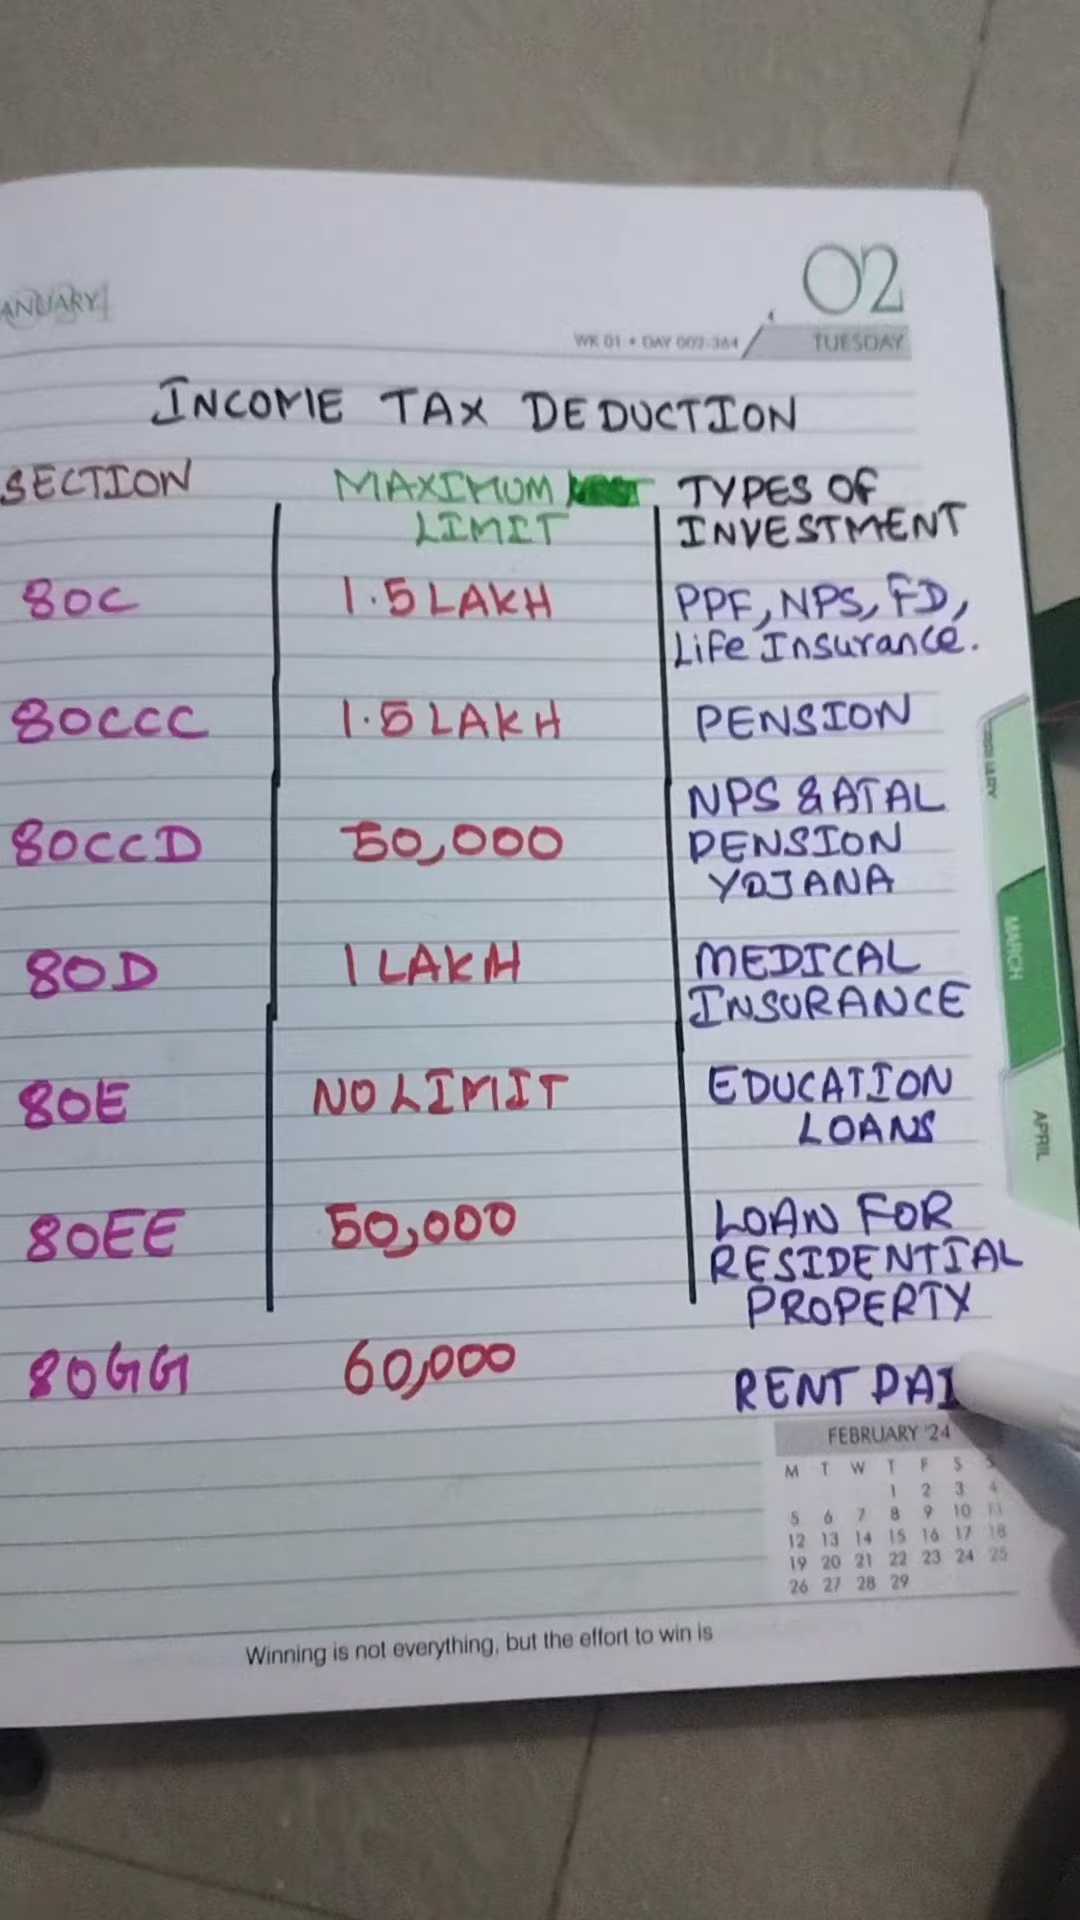 ANUARY
02
WK 01 • DAY 002-364
TUESDAY
INCOME TAX DEDUCTION
SECTION MAXIMUM LIMIT TYPES OF INVESTMENT
80C 1.5 LAKH PPF, NPS, FD,
Life Insurance.
80CCC 1.5 LAKH PENSION
80CCD 50,000 NPS & ATAL
PENSION
YOJANA
80D 1 LAKH MEDICAL
INSURANCE
80E NO LIMIT EDUCATION
LOANS
80EE 50,000 LOAN FOR
RESIDENTIAL
PROPERTY
80GG 60,000 RENT PAI
MARCH
APRIL
FEBRUARY '24
M T W T F S S
1 2 3 4
5 6 7 8 9 10 11
12 13 14 15 16 17 18
19 20 21 22 23 24 25
26 27 28 29
Winning is not everything, but the effort to win is